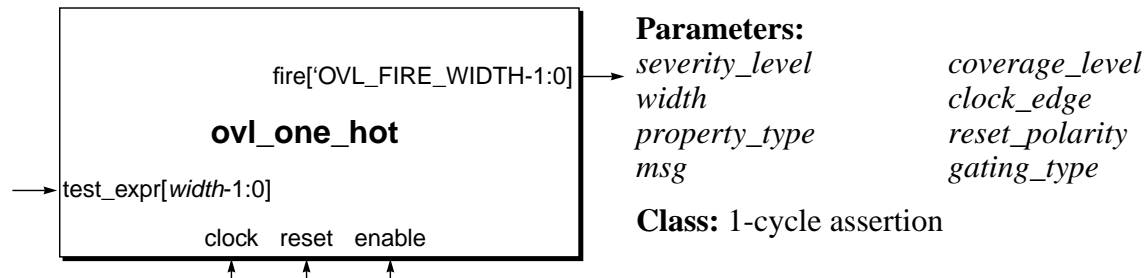 fire[‘OVL_FIRE_WIDTH-1:0]
ovl_one_hot
test_expr[width-1:0]
clock reset enable
Parameters:
severity_level coverage_level
width clock_edge
property_type reset_polarity
msg gating_type
Class: 1-cycle assertion